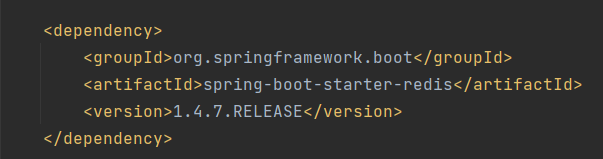 <dependency>
<groupId>org.springframework.boot</groupId>
<artifactId>spring-boot-starter-redis</artifactId>
<version>1.4.7.RELEASE</version>
</dependency>